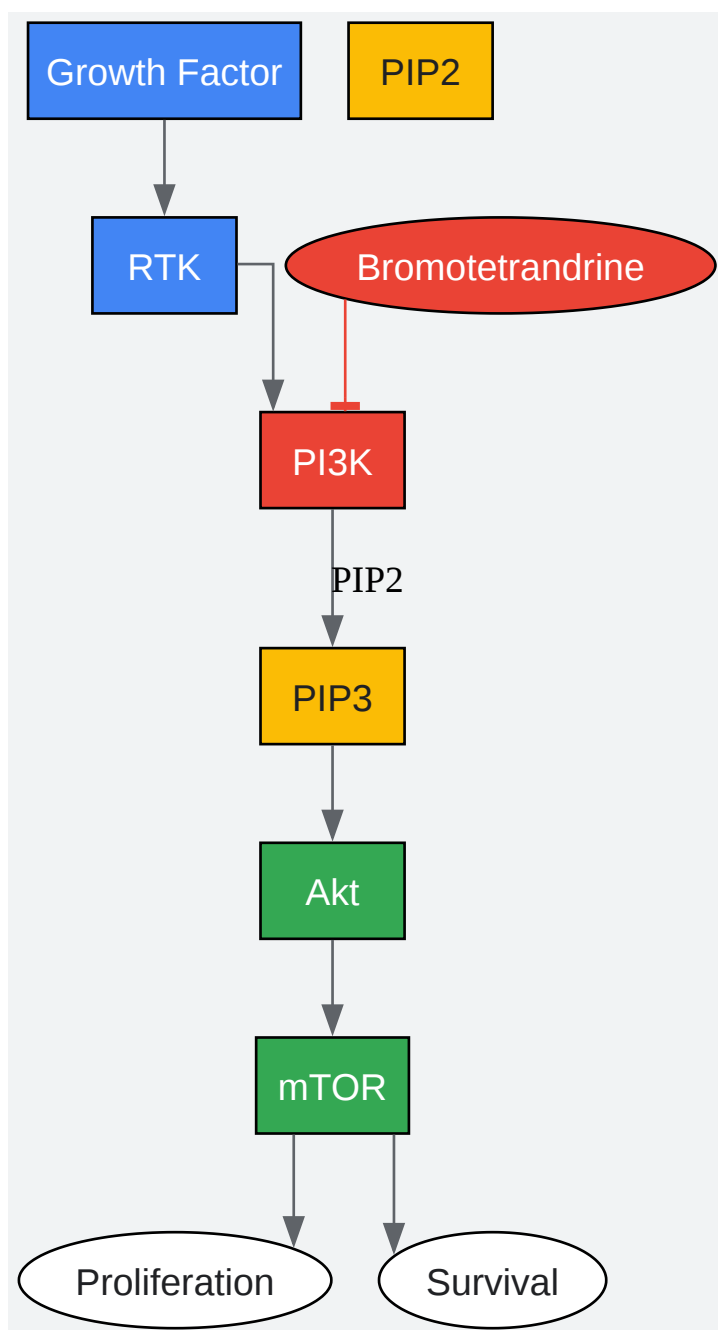 Growth Factor
PIP2
RTK
Bromotetrandrine
PI3K
PIP2
PIP3
Akt
mTOR
Proliferation
Survival